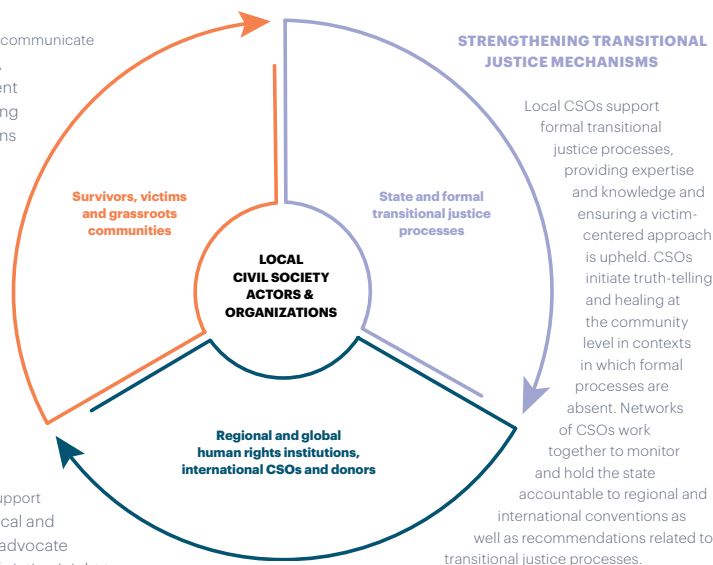 communicate
ent
ing
ns
STRENGTHENING TRANSITIONAL
JUSTICE MECHANISMS
Local CSOs support
formal transitional
justice processes,
providing expertise
and knowledge and
ensuring a victim-
centered approach
is upheld. CSOs
initiate truth-telling
and healing at
the community
level in contexts
in which formal
processes are
absent. Networks
of CSOs work
together to monitor
and hold the state
accountable to regional and
international conventions as
well as recommendations related to
transitional justice processes.
Survivors, victims
and grassroots
communities
State and formal
transitional justice
processes
LOCAL
CIVIL SOCIETY
ACTORS &
ORGANIZATIONS
Regional and global
human rights institutions,
international CSOs and donors
upport
cal and
advocate